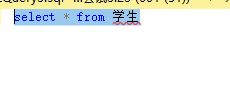 select * from 学生